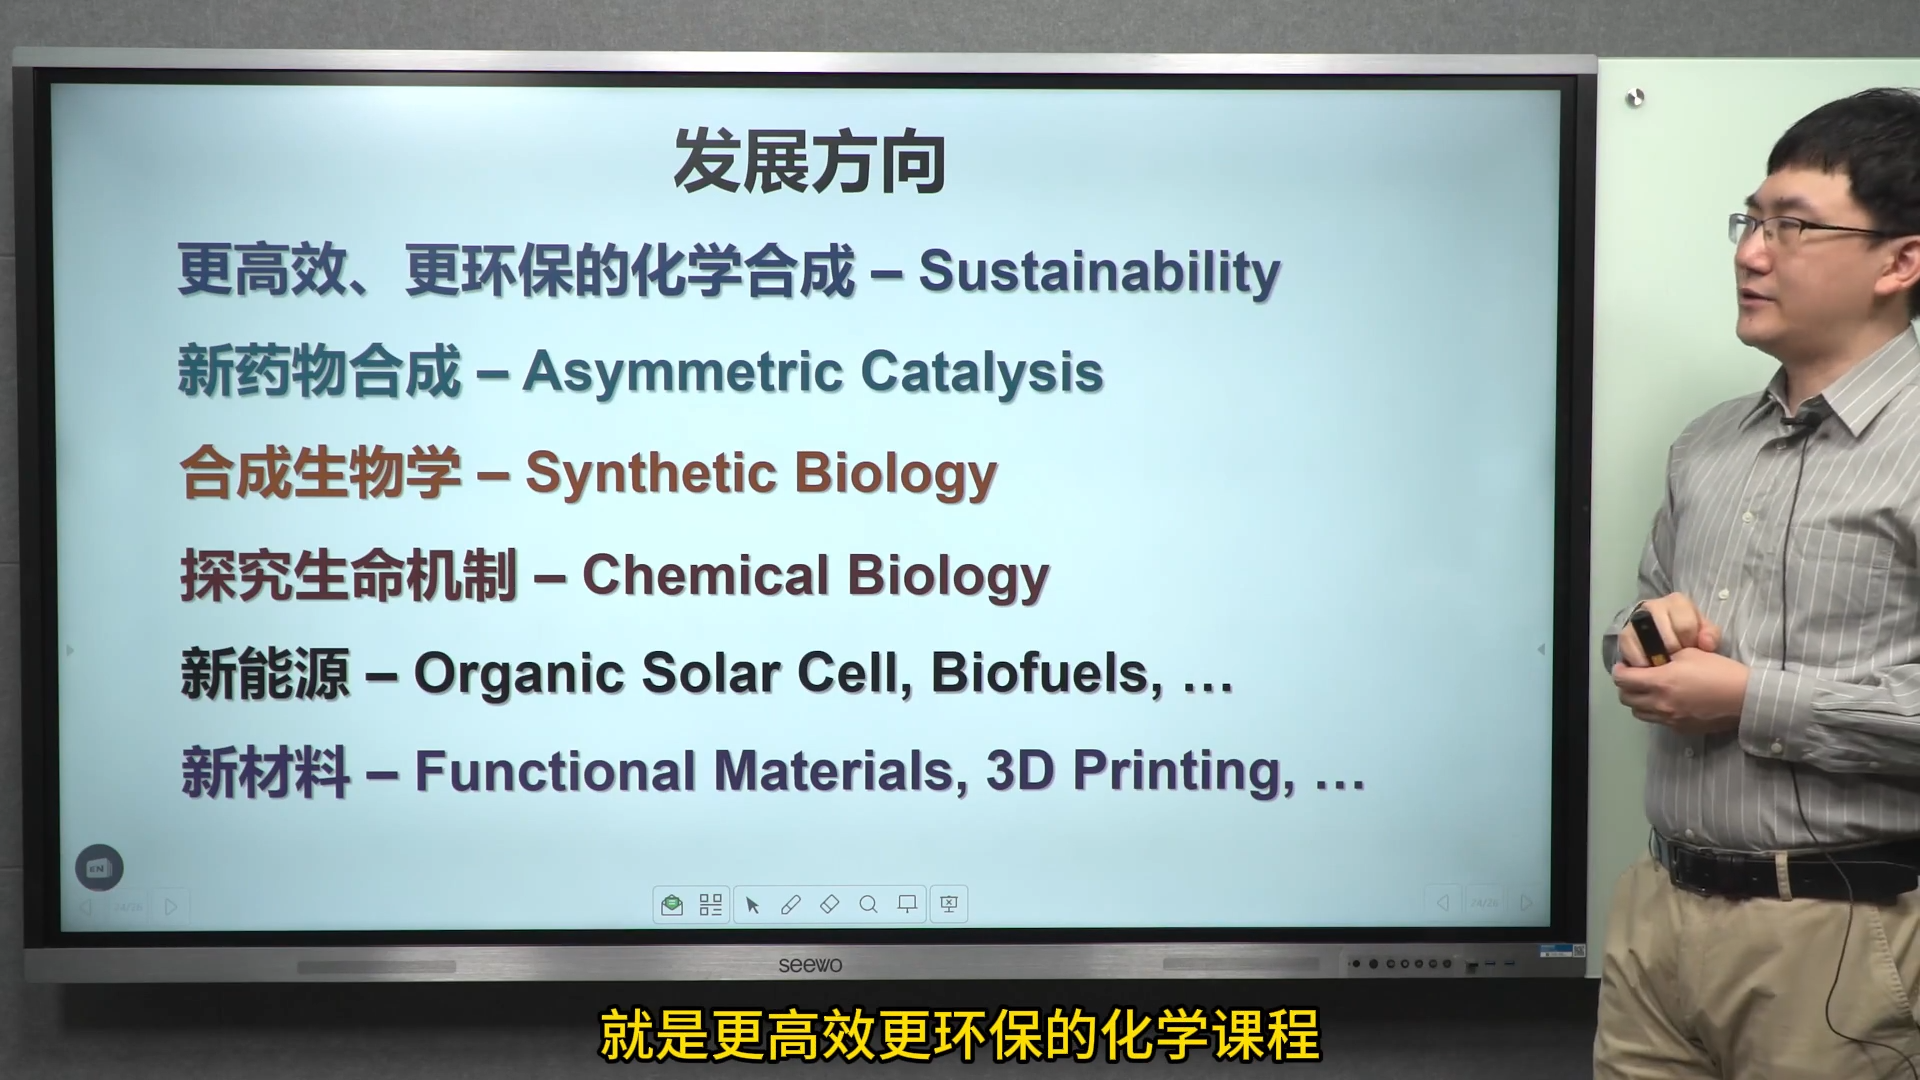 发展方向
更高效、更环保的化学合成 – Sustainability
新药物合成 – Asymmetric Catalysis
合成生物学 – Synthetic Biology
探究生命机制 – Chemical Biology
新能源 – Organic Solar Cell, Biofuels, …
新材料 – Functional Materials, 3D Printing, …
EN
24/26
24/26
seewo
就是更高效更环保的化学课程